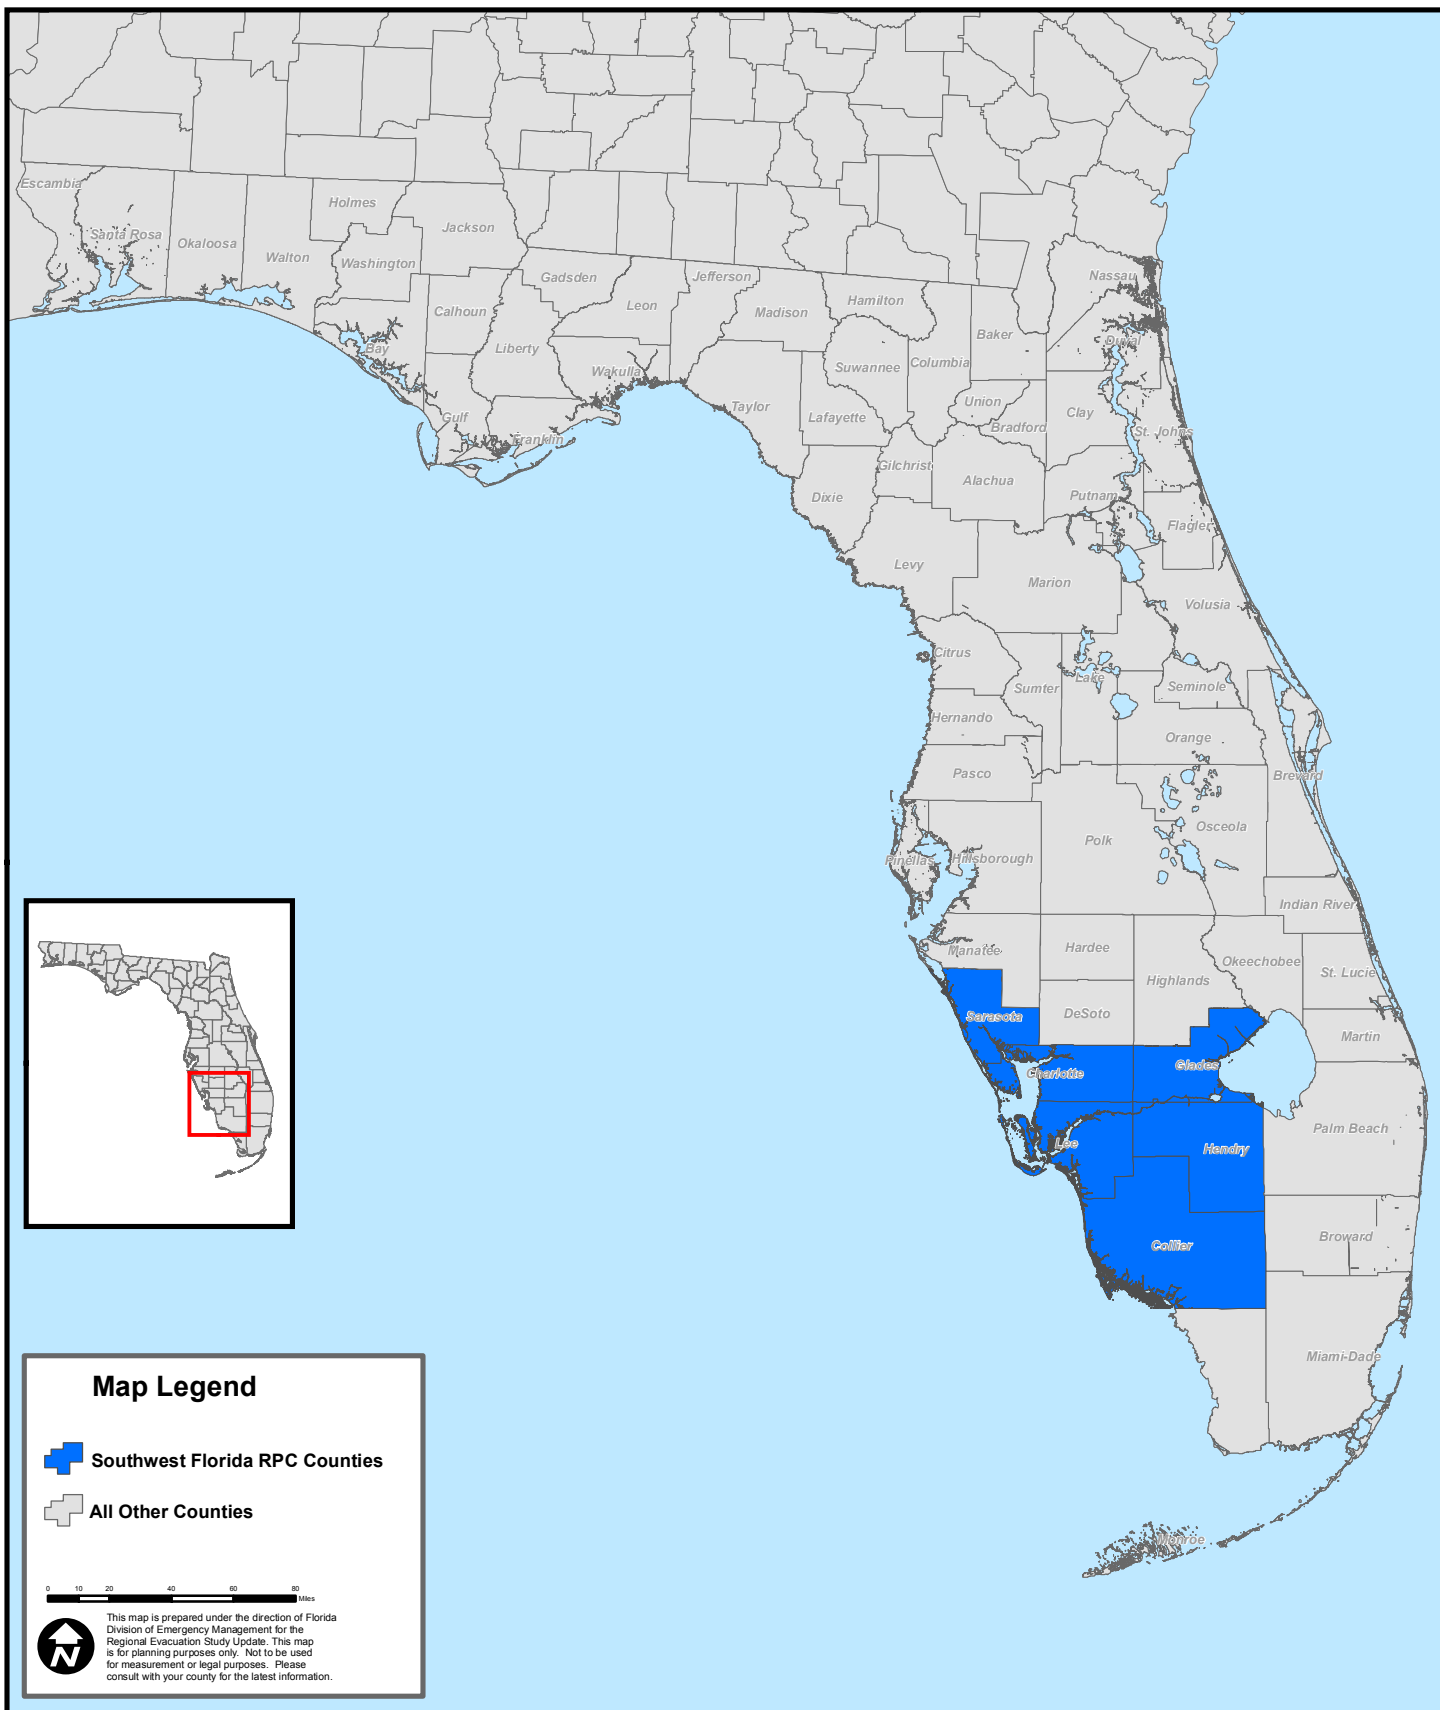 Escambia
Santa Rosa
Okaloosa
Walton
Holmes
Washington
Jackson
Bay
Calhoun
Gulf
Liberty
Gadsden
Franklin
Leon
Wakulla
Jefferson
Madison
Taylor
Hamilton
Suwannee
Lafayette
Columbia
Baker
Union
Bradford
Nassau
Duval
Clay
St. Johns
Gilchrist
Dixie
Alachua
Putnam
Flagler
Levy
Marion
Volusia
Citrus
Sumter
Lake
Seminole
Hernando
Orange
Pasco
Brevard
Polk
Osceola
Pinellas
Hillsborough
Indian River
Manatee
Hardee
Highlands
Okeechobee
St. Lucie
Sarasota
DeSoto
Martin
Charlotte
Glades
Lee
Hendry
Palm Beach
Collier
Broward
Miami-Dade
Monroe
Map Legend
Southwest Florida RPC Counties
All Other Counties
0 10 20 40 60 80
Miles
N
This map is prepared under the direction of Florida
Division of Emergency Management for the
Regional Evacuation Study Update. This map
is for planning purposes only. Not to be used
for measurement or legal purposes. Please
consult with your county for the latest information.